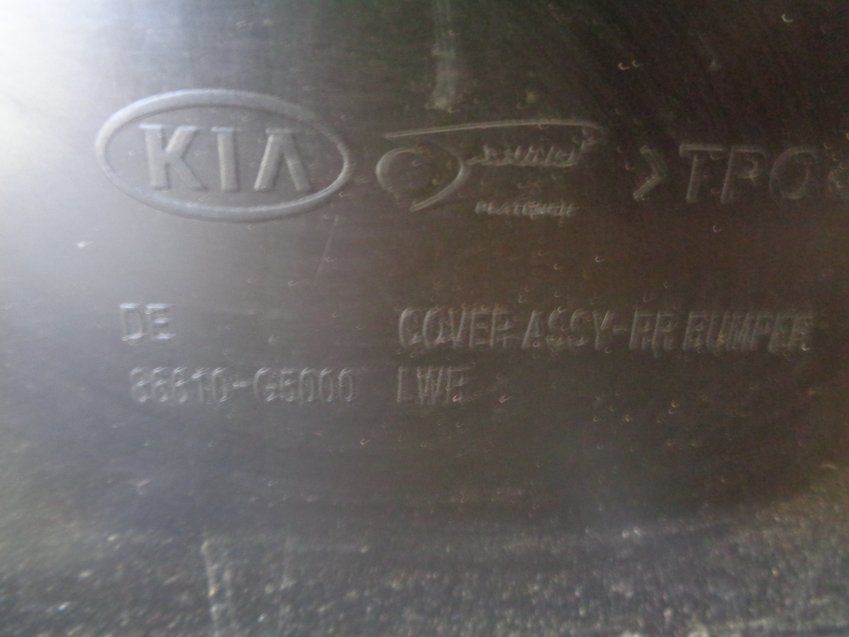 KIA >TPO<
DE COVER ASSY-RR BUMPER
86610-G5000 LWR